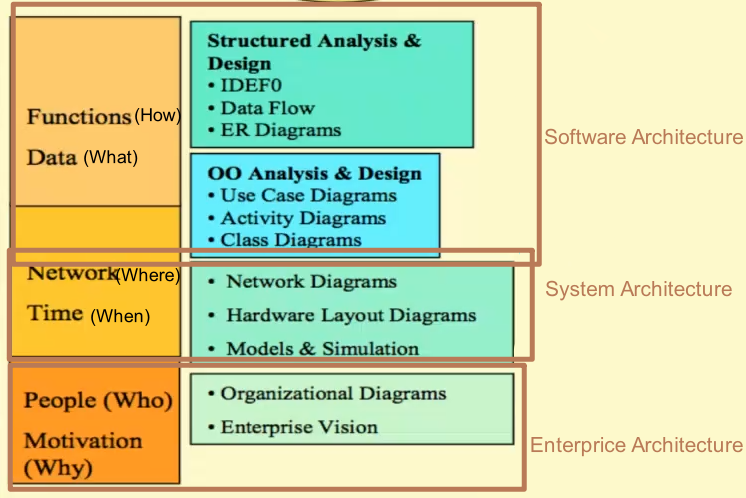 Structured Analysis &
Design
• IDEF0
• Data Flow
• ER Diagrams
Functions (How)
Data (What)
Software Architecture
OO Analysis & Design
• Use Case Diagrams
• Activity Diagrams
• Class Diagrams
Network (Where)
Time (When)
• Network Diagrams
• Hardware Layout Diagrams
• Models & Simulation
System Architecture
People (Who)
Motivation
(Why)
• Organizational Diagrams
• Enterprise Vision
Enterprice Architecture